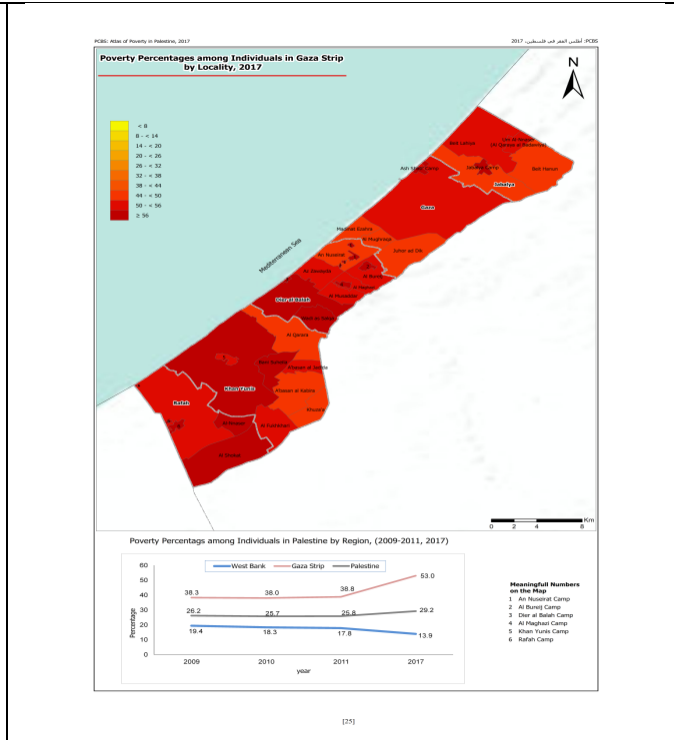 PCBS: Atlas of Poverty in Palestine, 2017
PCBS: أطلس الفقر في فلسطين، 2017
Poverty Percentages among Individuals in Gaza Strip
by Locality, 2017
N
< 8
8 - < 14
14 - < 20
20 - < 26
26 - < 32
32 - < 38
38 - < 44
44 - < 50
50 - < 56
≥ 56
Mediterranean Sea
Beit Lahiya
Beit Hanun
Ash Shati' Camp
Jabalya Camp
Jabalya
Gaza
Madinat Ezahra
Al Mughraqa
Juhor ad Dik
An Nuseirat
Az Zawayda
Al Bureij
Al Maghazi
Al Musaddar
Dier al Balah
Al Qarara
Bani Suheila
Abasan al Jadida
Khan Yunis
Abasan al Kabira
Khuza'a
Rafah
Al Fukhkhari
Km
0 2 4 8
Poverty Percentags among Individuals in Palestine by Region, (2009-2011, 2017)
West Bank Gaza Strip Palestine
Percentage
60
50
40
30
20
10
0
38.3 38.0 38.8 53.0
26.2 25.7 25.8 29.2
19.4 18.3 17.8 13.9
2009 2010 2011 2017
year
Meaningfull Numbers
on the Map
1 An Nuseirat Camp
2 Al Bureij Camp
3 Dier al Balah Camp
4 Al Maghazi Camp
5 Khan Yunis Camp
6 Rafah Camp
[25]